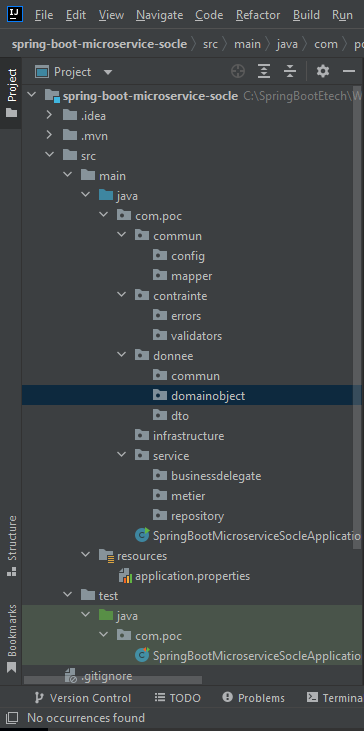 IJ File Edit View Navigate Code Refactor Build Run
spring-boot-microservice-socle src main java com
Project
Project
spring-boot-microservice-socle C:\SpringBootEtech\W
.idea
.mvn
src
main
java
com.poc
commun
config
mapper
contrainte
errors
validators
donnee
commun
domainobject
dto
infrastructure
service
businessdelegate
metier
repository
SpringBootMicroserviceSocleApplicatio
resources
application.properties
test
java
com.poc
SpringBootMicroserviceSocleApplicatio
.gitignore
Structure
Bookmarks
Version Control TODO Problems Termina
No occurrences found